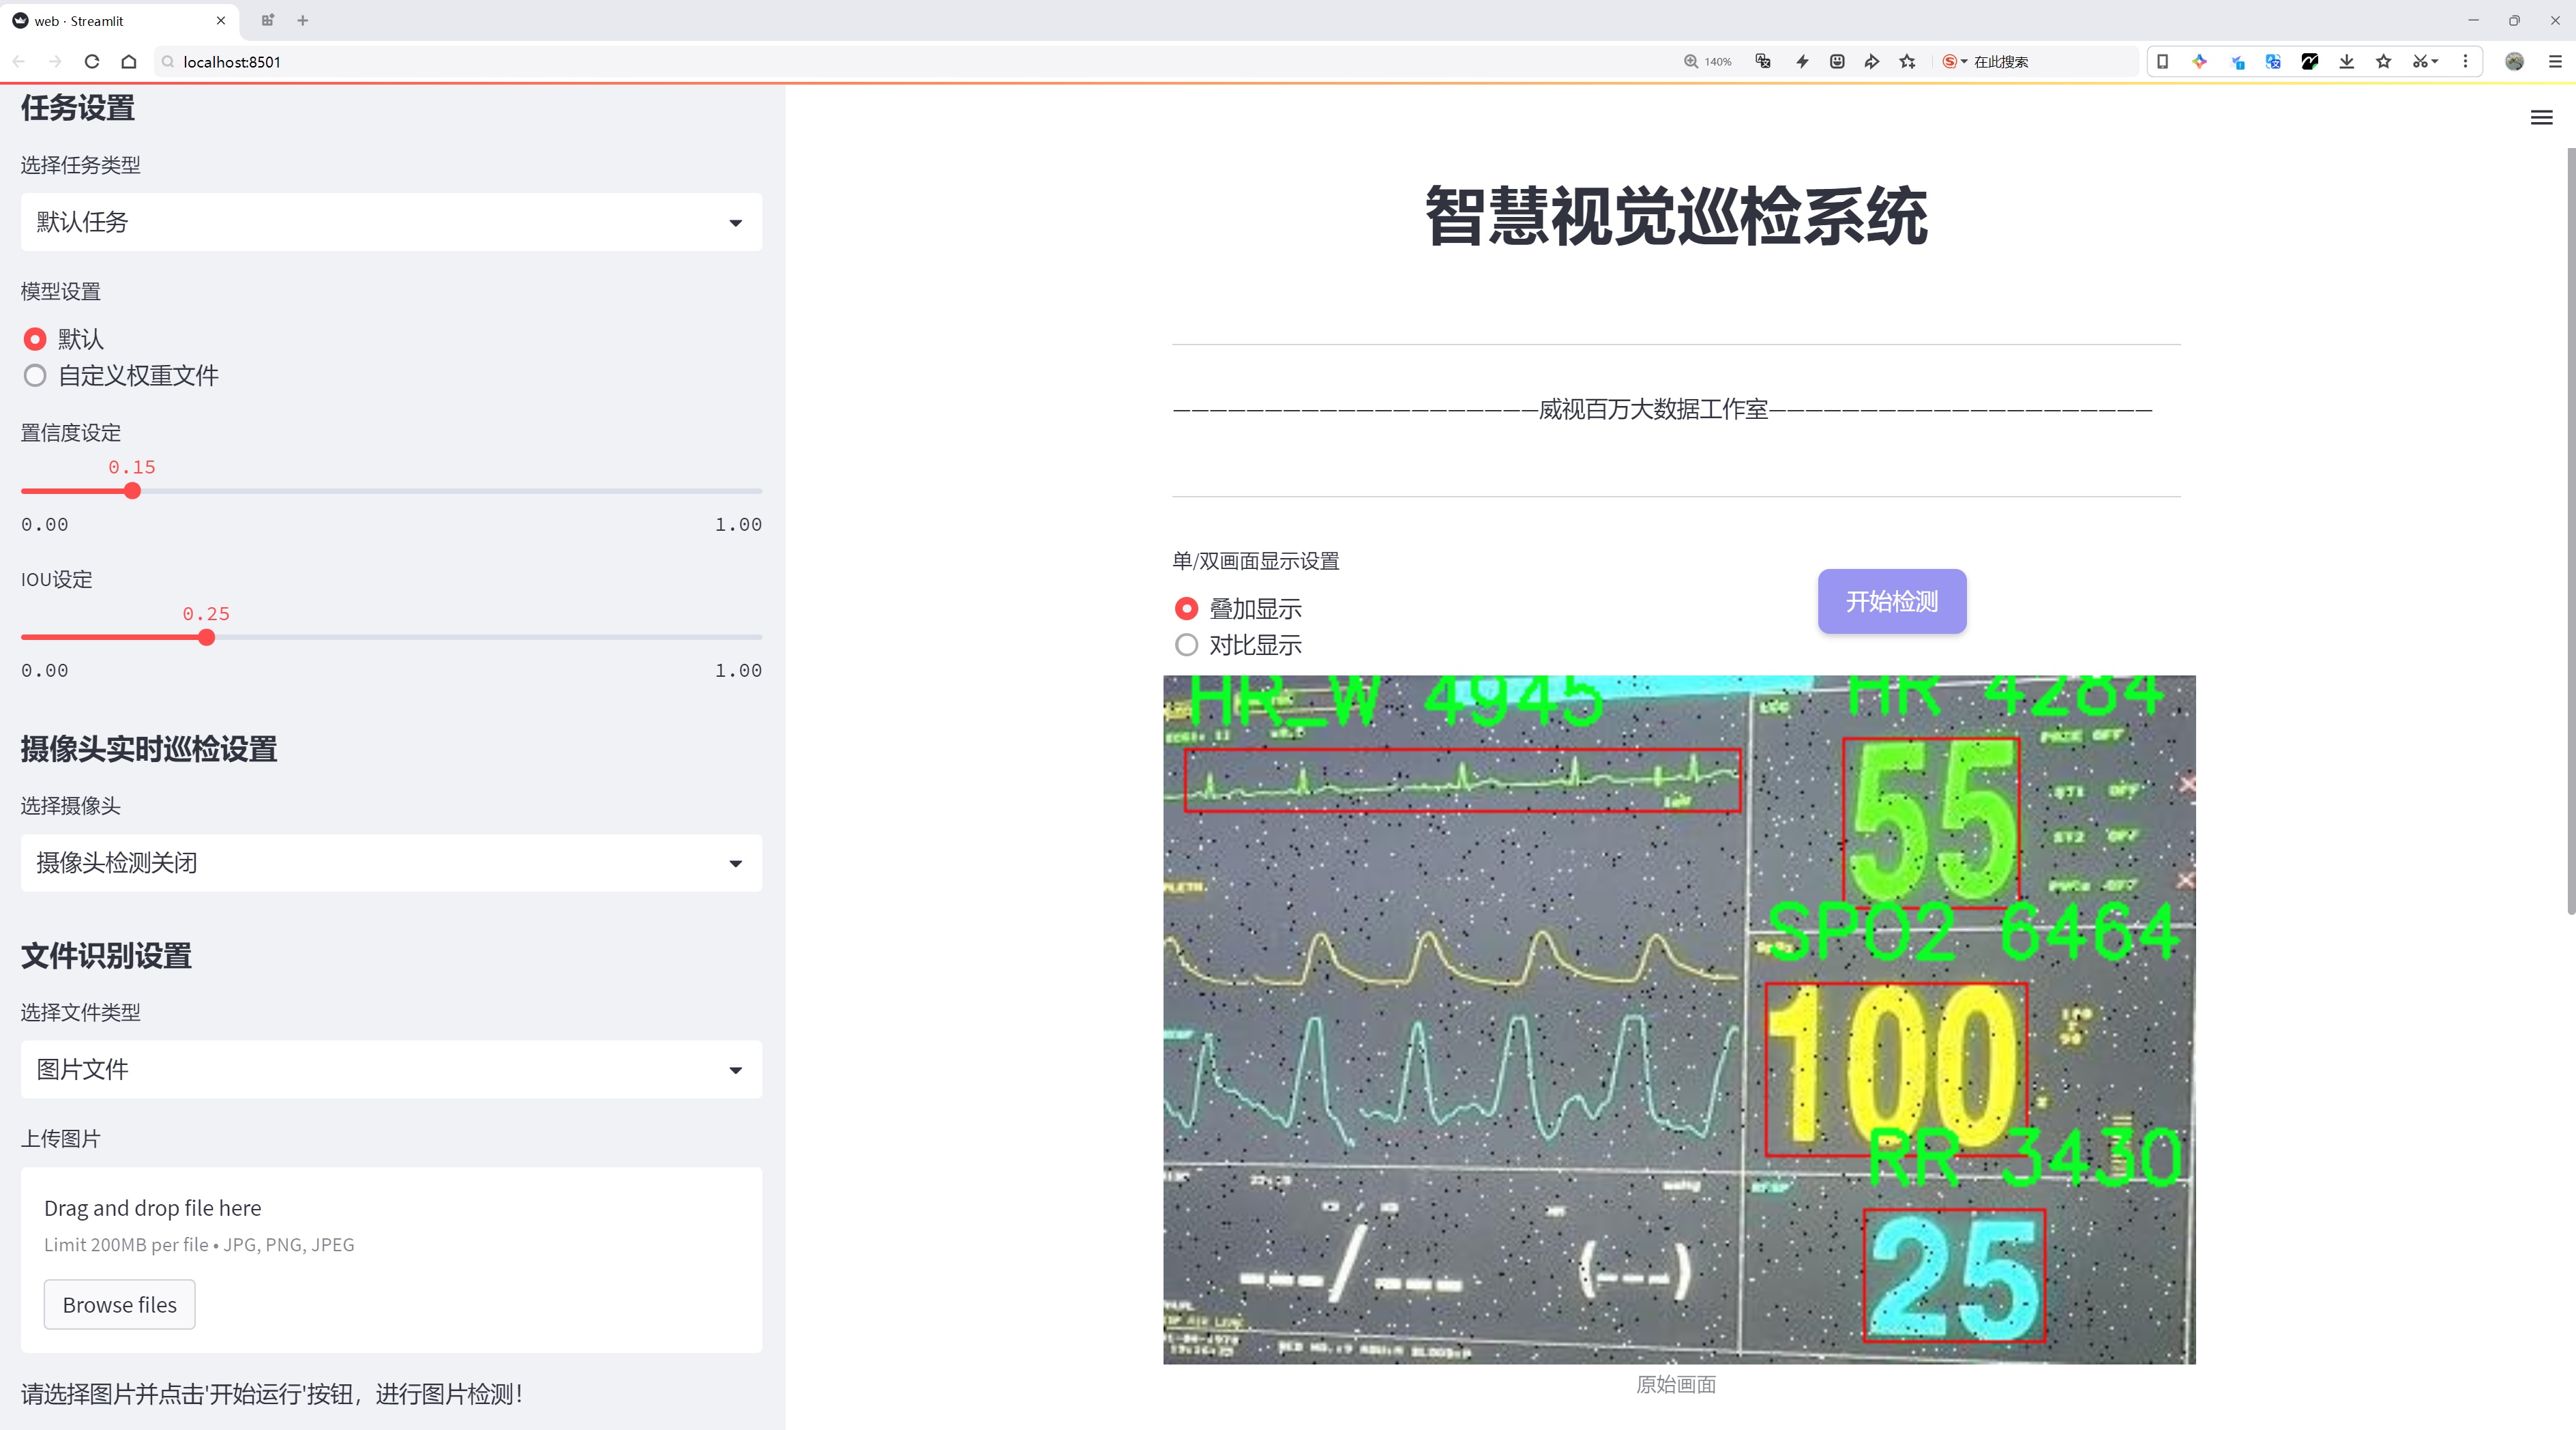 web · Streamlit
localhost:8501
140%
在此搜索
任务设置
选择任务类型
默认任务
模型设置
默认
自定义权重文件
置信度设定
0.15
0.00 1.00
IOU设定
0.25
0.00 1.00
摄像头实时巡检设置
选择摄像头
摄像头检测关闭
文件识别设置
选择文件类型
图片文件
上传图片
Drag and drop file here
Limit 200MB per file • JPG, PNG, JPEG
Browse files
请选择图片并点击'开始运行'按钮，进行图片检测！
智慧视觉巡检系统
—————————————————————威视百万大数据工作室—————————————————————
单/双画面显示设置
叠加显示
对比显示
开始检测
HR_W 4945
HR 4284
55
PACE OFF
ST1 OFF
ST2 OFF
PVCs OFF
SPO2 6464
100
PLETH
RR 3430
25
---/--- (---)
原始画面